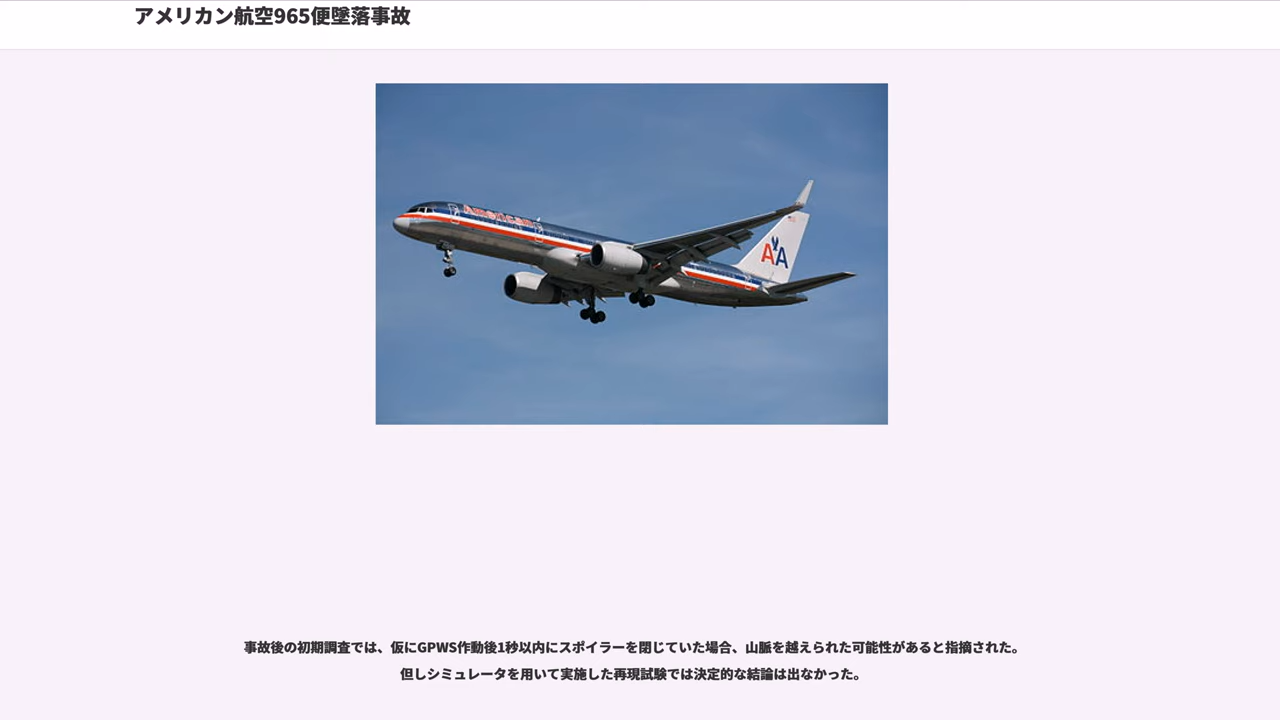 アメリカン航空965便墜落事故
American
AA
事故後の初期調査では、仮にGPWS作動後1秒以内にスポイラーを閉じていた場合、山脈を越えられた可能性があると指摘された。
但しシミュレータを用いて実施した再現試験では決定的な結論は出なかった。